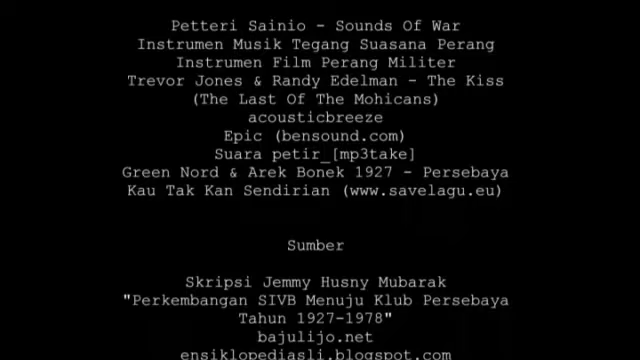 Petteri Sainio - Sounds Of War
Instrumen Musik Tegang Suasana Perang
Instrumen Film Perang Militer
Trevor Jones & Randy Edelman - The Kiss
(The Last Of The Mohicans)
acousticbreeze
Epic (bensound.com)
Suara petir_[mp3take]
Green Nord & Arek Bonek 1927 - Persebaya
Kau Tak Kan Sendirian (www.savelagu.eu)
Sumber
Skripsi Jemmy Husny Mubarak
"Perkembangan SIVB Menuju Klub Persebaya
Tahun 1927-1978"
bajulijo.net
ensiklopediasli.blogspot.com